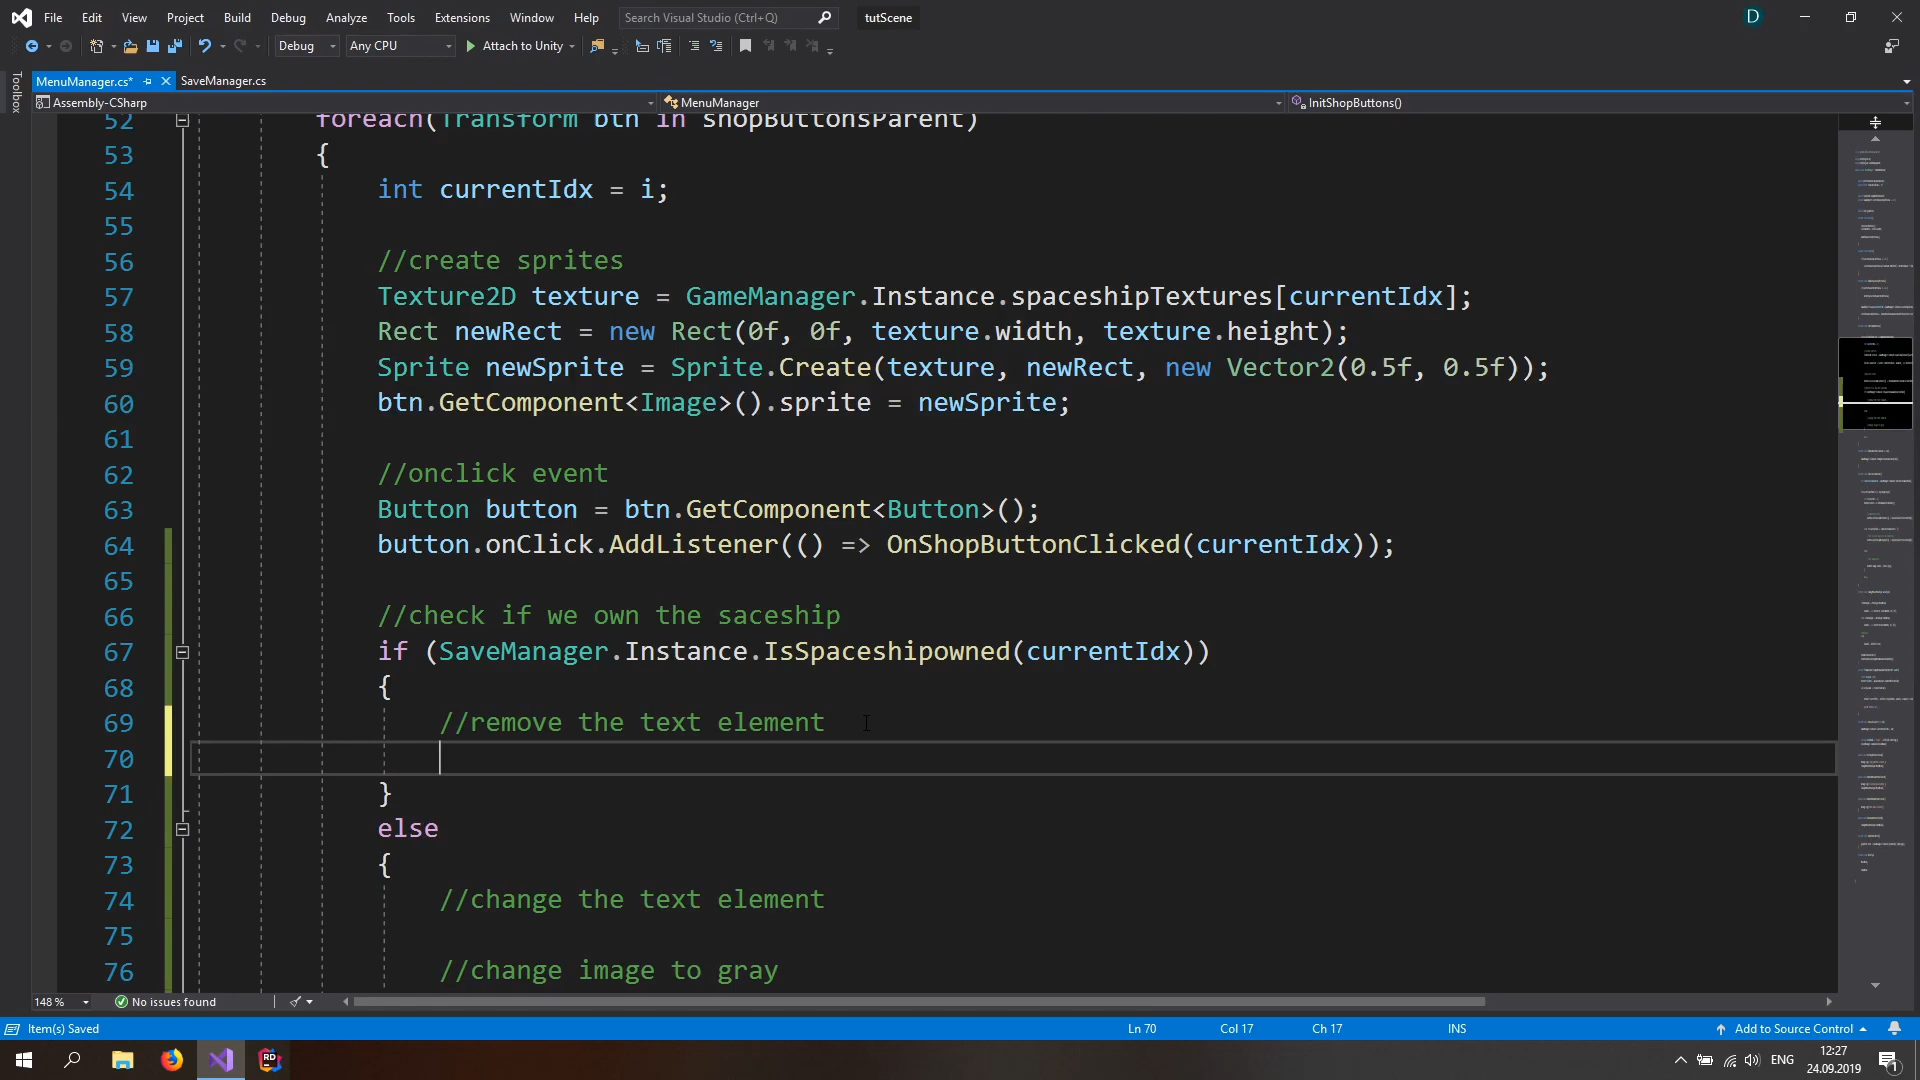 File Edit View Project Build Debug Analyze Tools Extensions Window Help Search Visual Studio (Ctrl+Q) tutScene
D
Debug Any CPU Attach to Unity
MenuManager.cs* SaveManager.cs
Toolbox
Assembly-CSharp MenuManager InitShopButtons()
52 foreach(Transform btn in shopButtonsParent)
53 {
54 int currentIdx = i;
55
56 //create sprites
57 Texture2D texture = GameManager.Instance.spaceshipTextures[currentIdx];
58 Rect newRect = new Rect(0f, 0f, texture.width, texture.height);
59 Sprite newSprite = Sprite.Create(texture, newRect, new Vector2(0.5f, 0.5f));
60 btn.GetComponent<Image>().sprite = newSprite;
61
62 //onclick event
63 Button button = btn.GetComponent<Button>();
64 button.onClick.AddListener(() => OnShopButtonClicked(currentIdx));
65
66 //check if we own the saceship
67 if (SaveManager.Instance.IsSpaceshipowned(currentIdx))
68 {
69 //remove the text element
70
71 }
72 else
73 {
74 //change the text element
75
76 //change image to gray
148 % No issues found
Item(s) Saved Ln 70 Col 17 Ch 17 INS Add to Source Control
RD ENG 12:27
24.09.2019 1